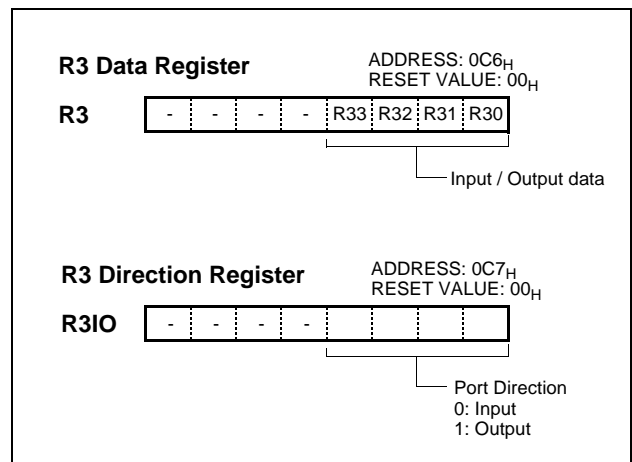 R3 Data Register
ADDRESS: 0C6H
RESET VALUE: 00H
R3 - - - - R33 R32 R31 R30
Input / Output data
R3 Direction Register
ADDRESS: 0C7H
RESET VALUE: 00H
R3IO - - - -
Port Direction
0: Input
1: Output